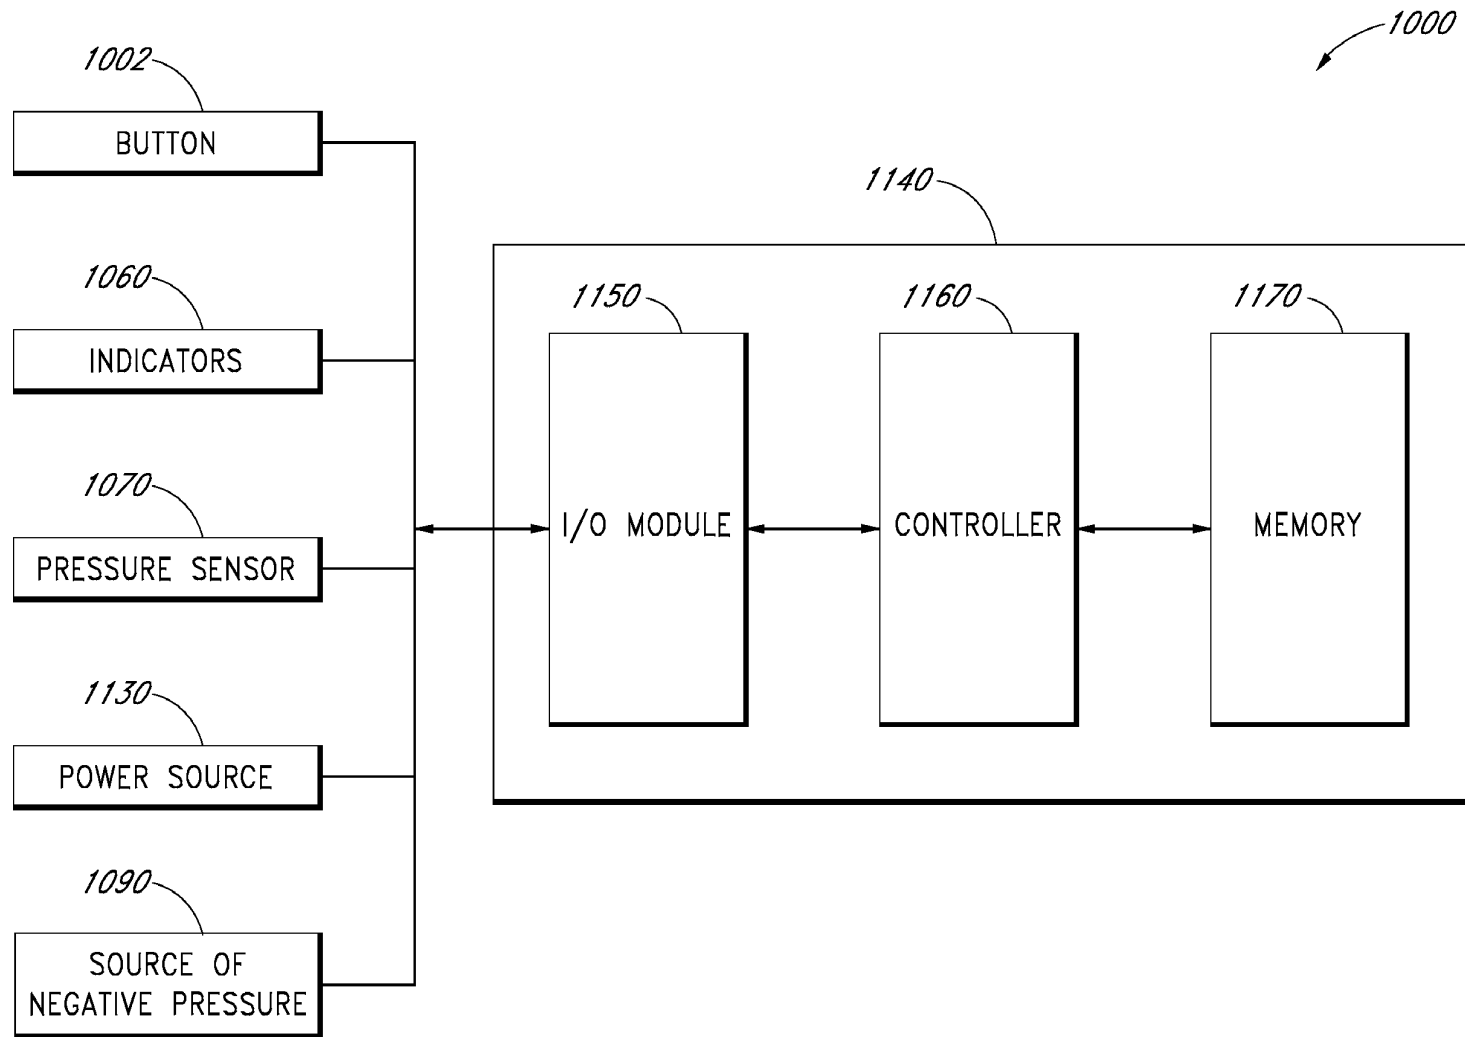 1000
1002
BUTTON
1140
1060
INDICATORS
1150
1160
1170
1070
PRESSURE SENSOR
I/O MODULE
CONTROLLER
MEMORY
1130
POWER SOURCE
1090
SOURCE OF
NEGATIVE PRESSURE